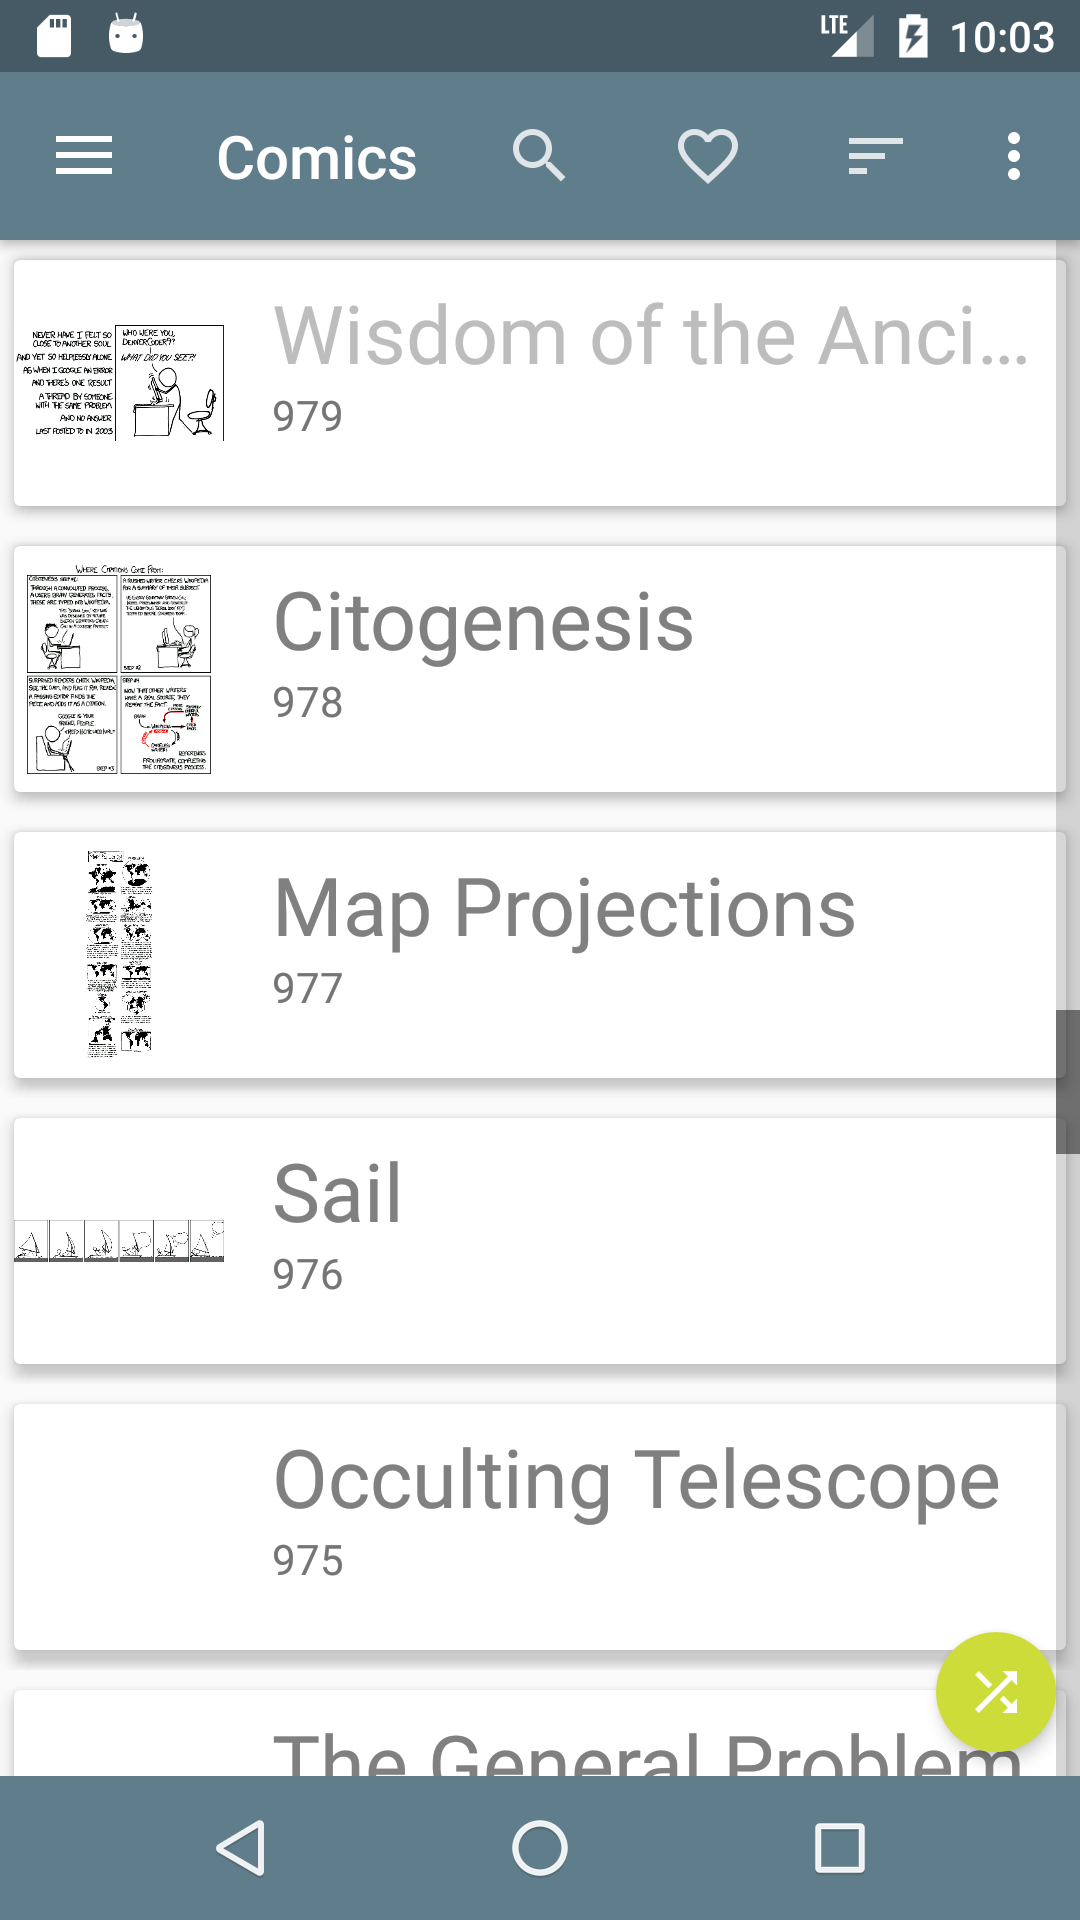 LTE
10:03
Comics
Wisdom of the Anci...
979
NEVER HAVE I FELT SO
CLOSE TO ANOTHER SOUL
AND YET SO HELPLESSLY ALONE
AS WHEN I GOOGLE AN ERROR
AND THERE'S ONE RESULT
A THREAD BY SOMEONE
WITH THE SAME PROBLEM
AND NO ANSWER
LAST POSTED TO IN 2003
WHO WERE YOU,
DENVERCODER9?
WHAT DID YOU SEE?!
Citogenesis
978
WHERE CITATIONS COME FROM:
Map Projections
977
Sail
976
Occulting Telescope
975
The General Problem